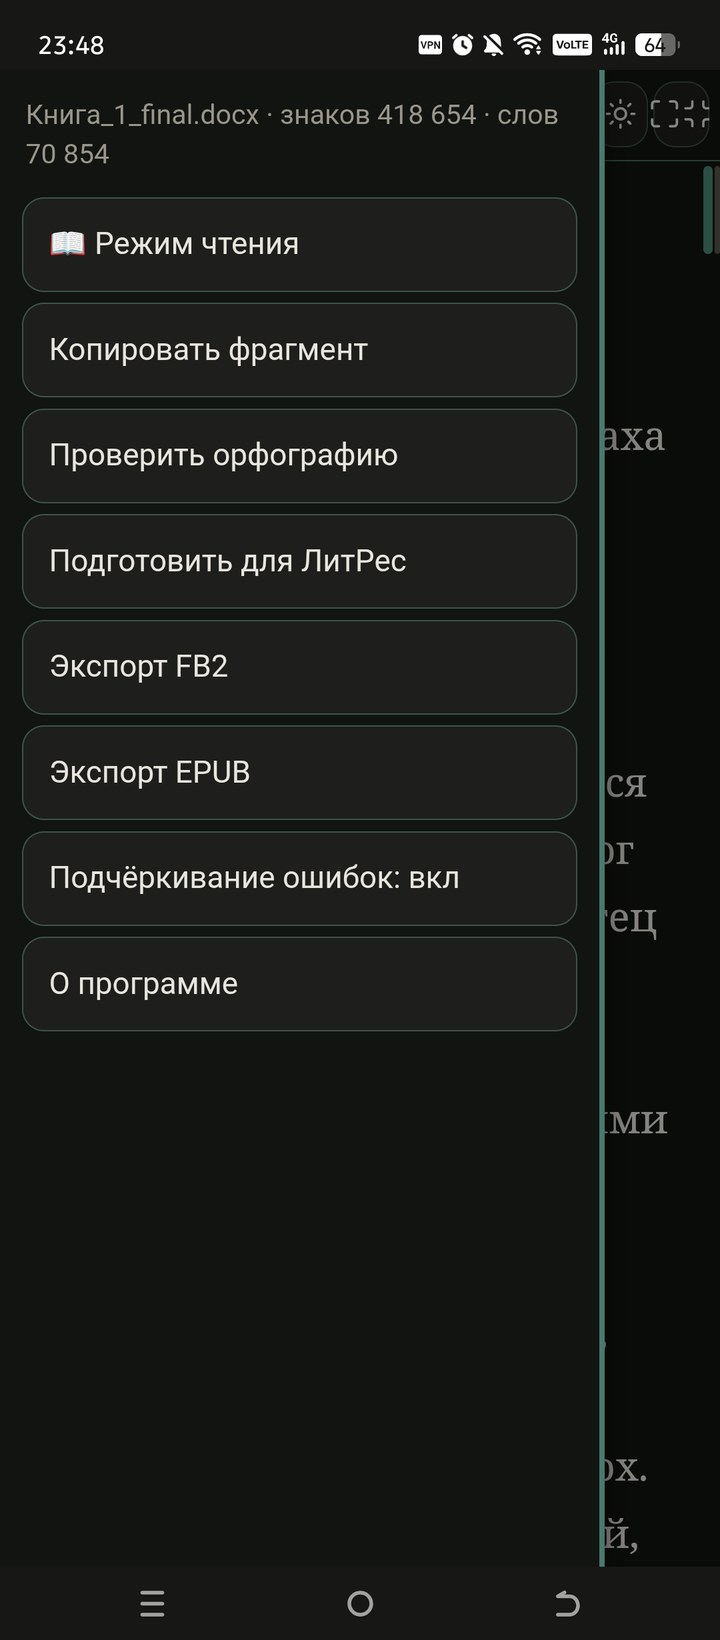 23:48
VPN
VoLTE
4G
64
Книга_1_final.docx · знаков 418 654 · слов
70 854
Режим чтения
Копировать фрагмент
аха
Проверить орфографию
Подготовить для ЛитРес
Экспорт FB2
Экспорт EPUB
ся
ог
Подчёркивание ошибок: вкл
тец
О программе
ими
ох.
й,